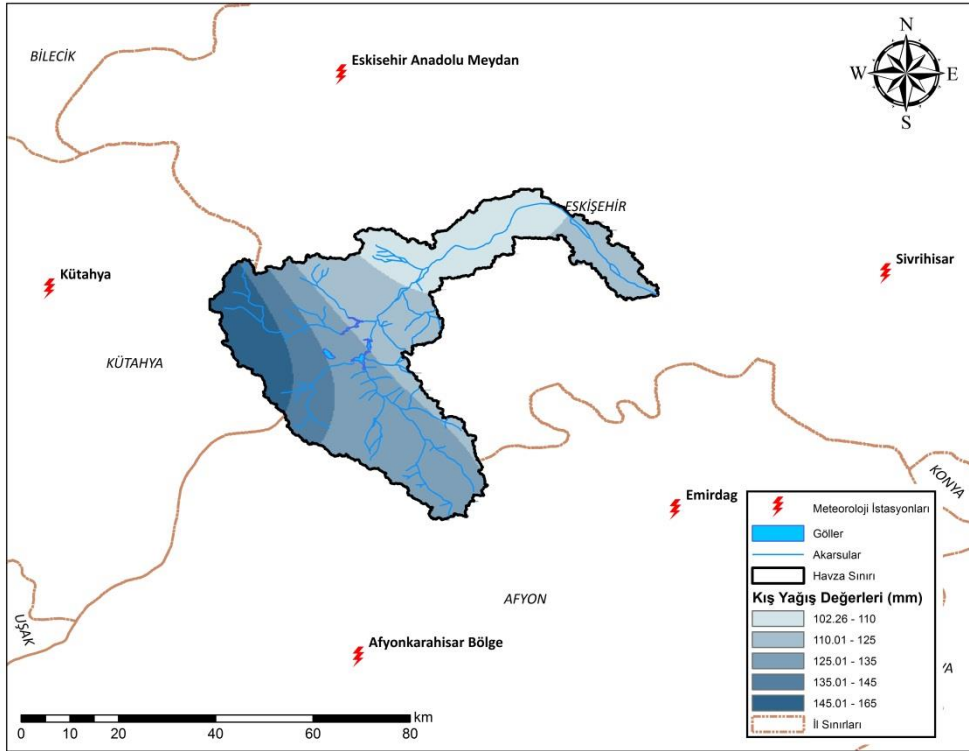 BİLECİK
Eskisehir Anadolu Meydan
N
W E
S
ESKİŞEHİR
Sivrihisar
Kütahya
KÜTAHYA
KONYA
Emirdag
AFYON
UŞAK
Afyonkarahisar Bölge
Meteoroloji İstasyonları
Göller
Akarsular
Havza Sınırı
Kış Yağış Değerleri (mm)
102.26 - 110
110.01 - 125
125.01 - 135
135.01 - 145
145.01 - 165
İl Sınırları
YA
km
0 10 20 40 60 80